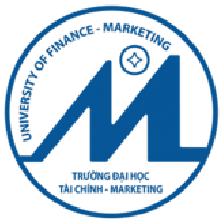 UNIVERSITY OF FINANCE - MARKETING
TRƯỜNG ĐẠI HỌC
TÀI CHÍNH - MARKETING